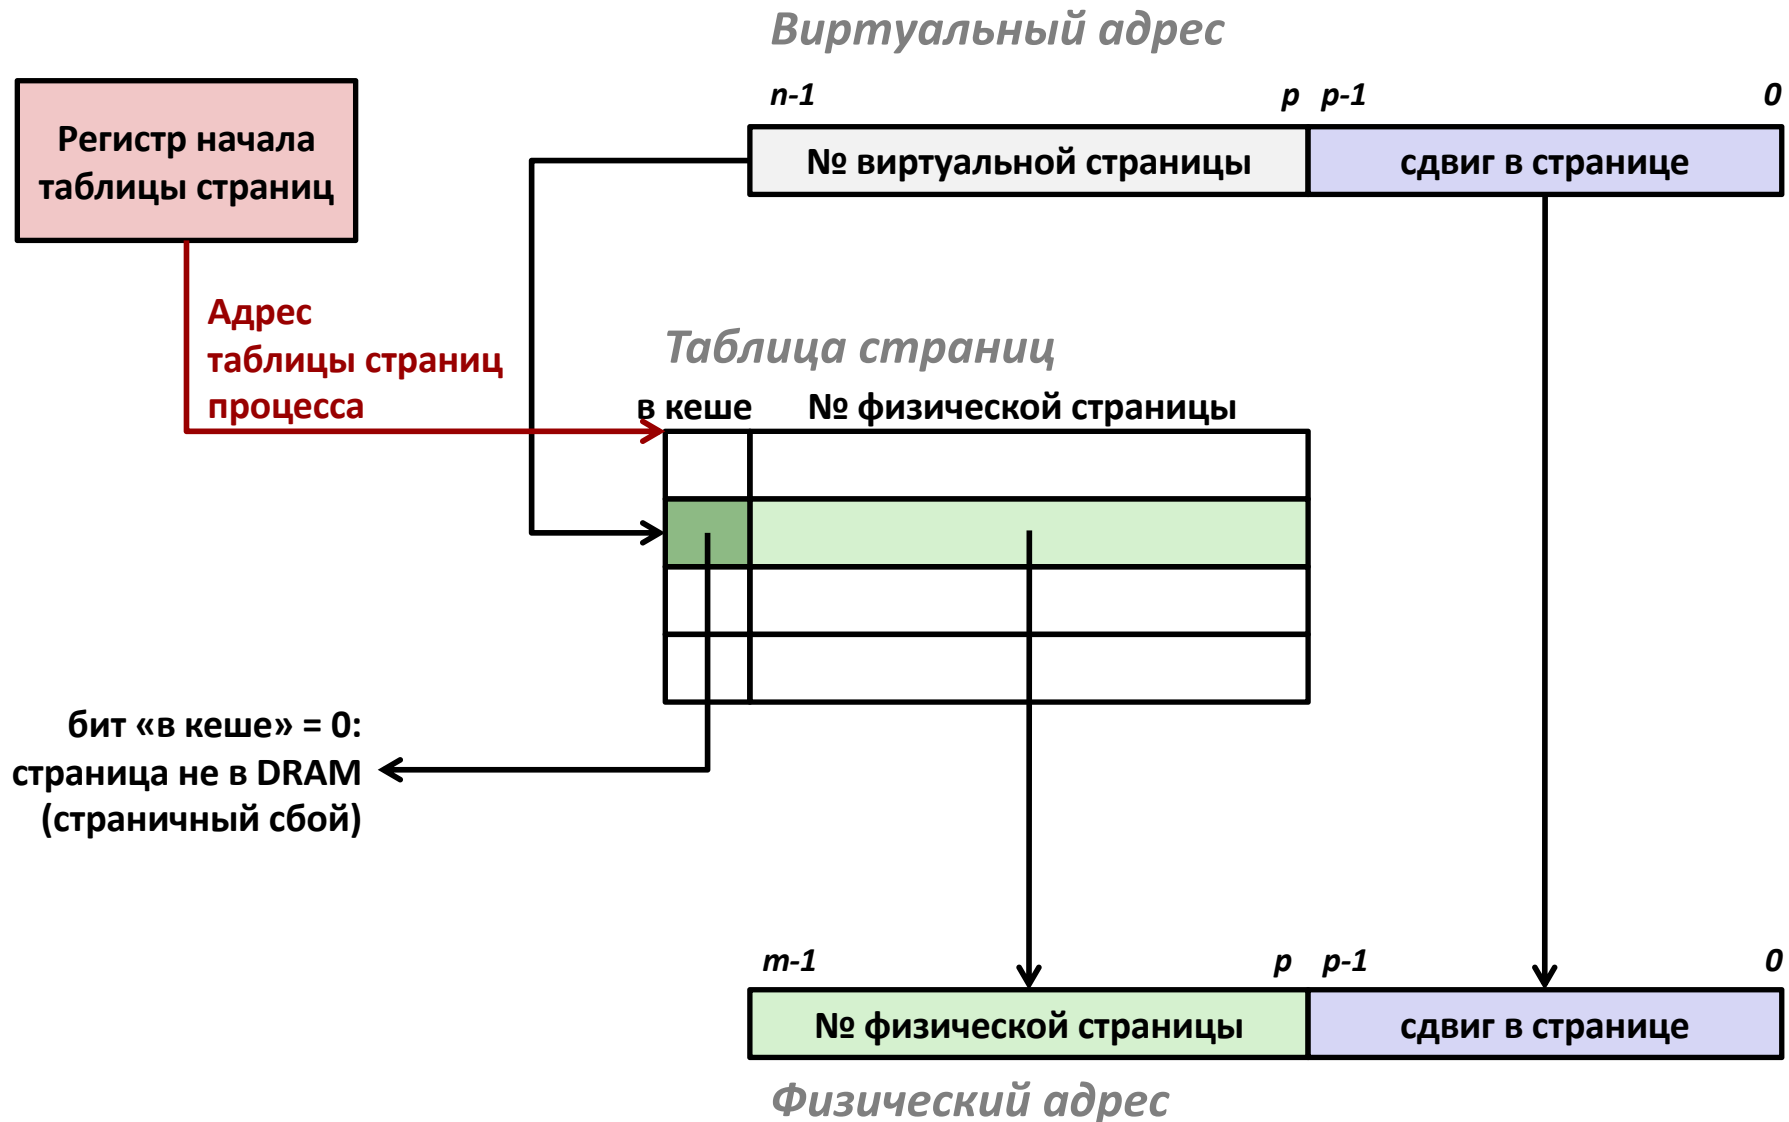 Виртуальный адрес
n-1 p p-1 0
Регистр начала
таблицы страниц
№ виртуальной страницы сдвиг в странице
Адрес
таблицы страниц
процесса
Таблица страниц
в кеше № физической страницы
бит «в кеше» = 0:
страница не в DRAM
(страничный сбой)
m-1 p p-1 0
№ физической страницы сдвиг в странице
Физический адрес